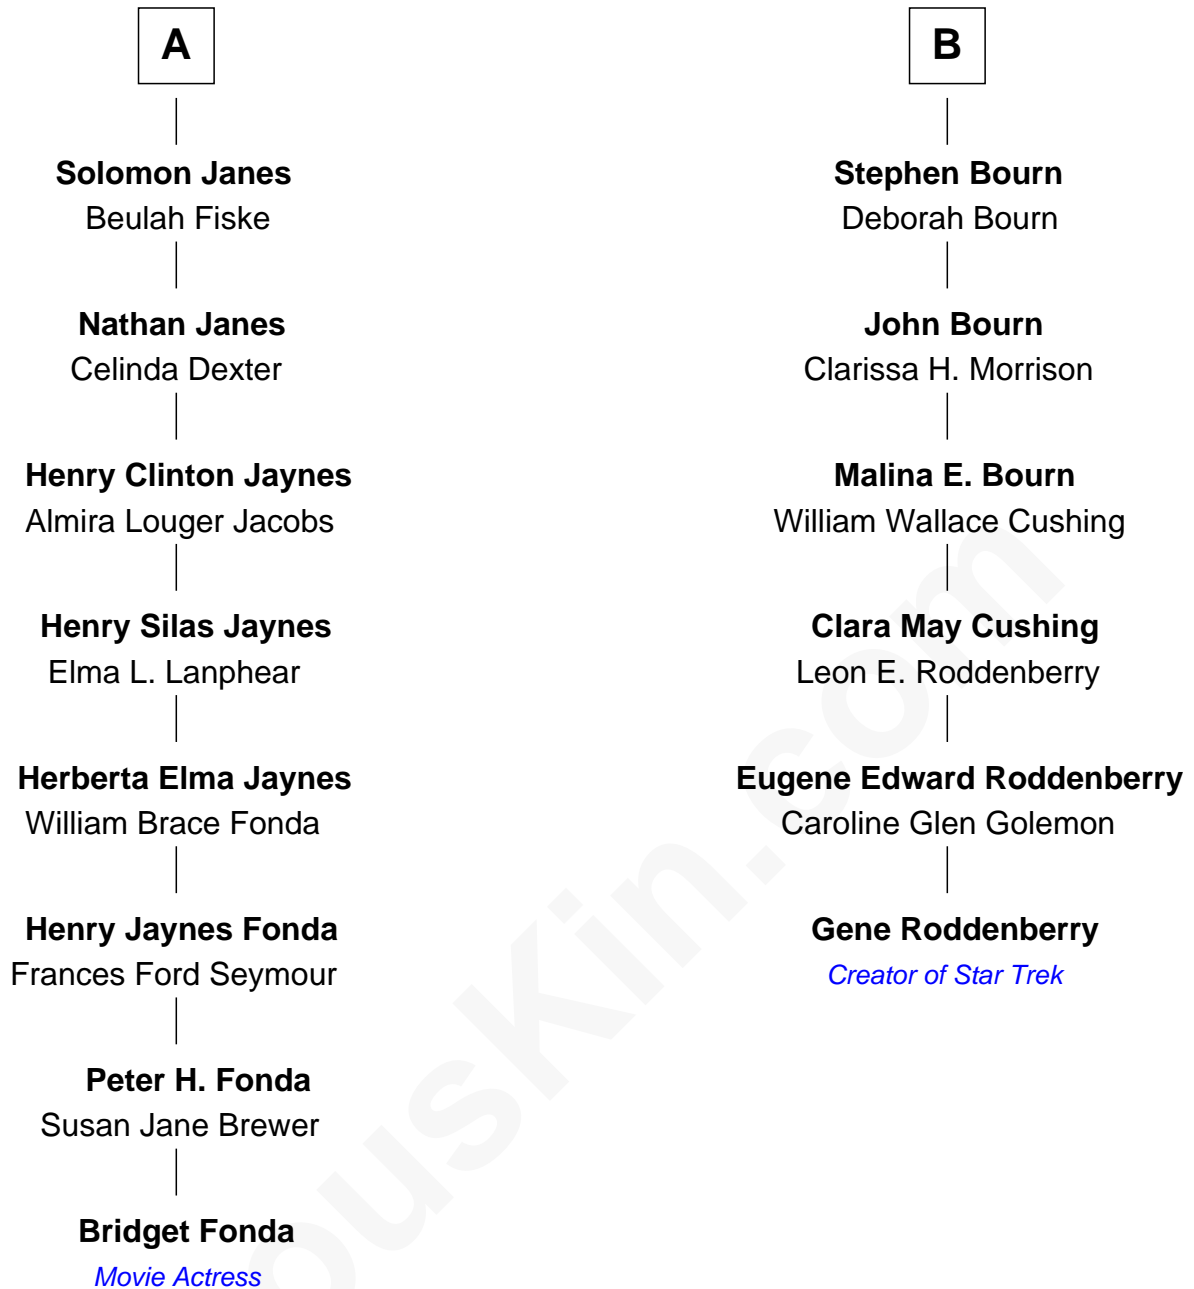 A
Solomon Janes
Beulah Fiske
Nathan Janes
Celinda Dexter
Henry Clinton Jaynes
Almira Louger Jacobs
Henry Silas Jaynes
Elma L. Lanphear
Herberta Elma Jaynes
William Brace Fonda
Henry Jaynes Fonda
Frances Ford Seymour
Peter H. Fonda
Susan Jane Brewer
Bridget Fonda
Movie Actress
B
Stephen Bourn
Deborah Bourn
John Bourn
Clarissa H. Morrison
Malina E. Bourn
William Wallace Cushing
Clara May Cushing
Leon E. Roddenberry
Eugene Edward Roddenberry
Caroline Glen Golemon
Gene Roddenberry
Creator of Star Trek
ousKin.com